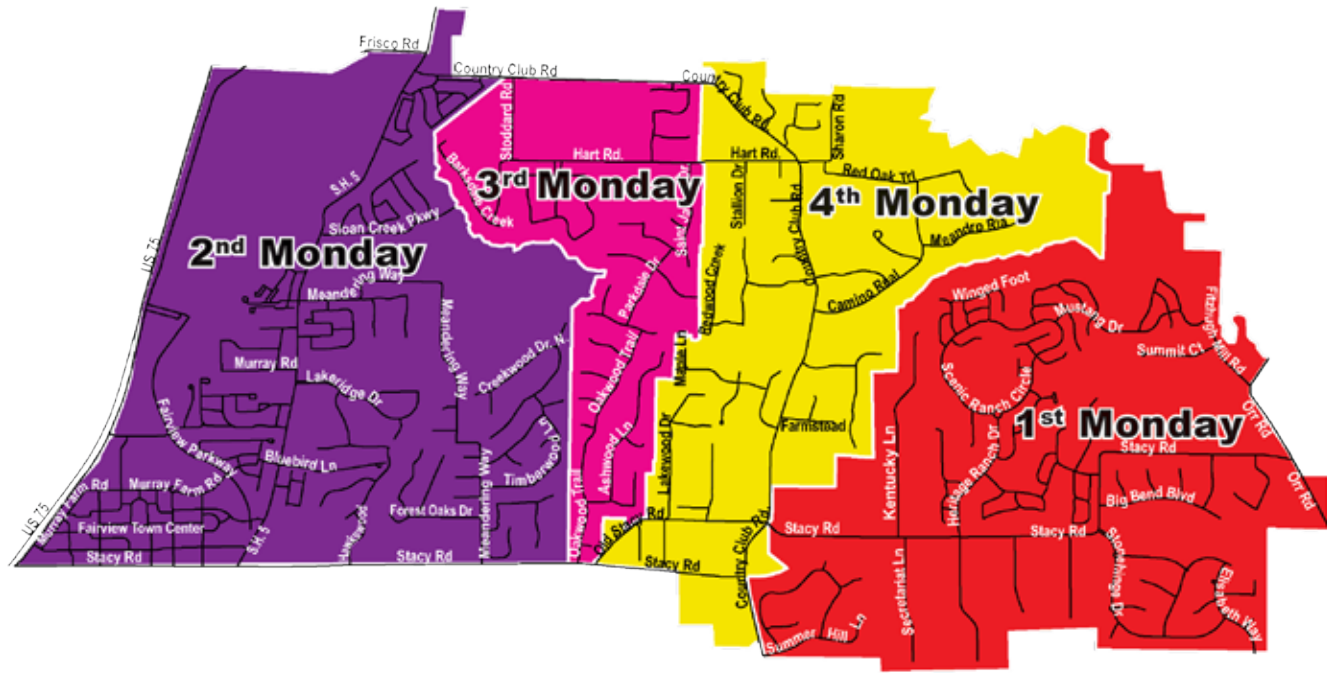 Frisco Rd
Country Club Rd
Country Club Rd
Stoddard Rd
Sharon Rd
Hart Rd.
Hart Rd.
Red Oak Trl
Barksdale Creek
3rd Monday
4th Monday
Stallion Dr
Country Club Rd
S.H. 5
Sloan Creek Pkwy
Meandro Ria
2nd Monday
US 75
Meandering Way
Meandering Way
Parkdale Dr
Redwood Creek
Camino Real
Winged Foot
Mustang Dr
Fitzhugh Mill Rd
Summit Ct
Murray Rd
Lakeridge Dr
Creekwood Dr. N.
Oakwood Trail
Maple Ln
Scenic Ranch Circle
Orr Rd
1st Monday
Farmstead
Fairview Parkway
Bluebird Ln
Timberwood Ln
Ashwood Ln
Lakewood Dr
Kentucky Ln
Heritage Ranch Dr
Stacy Rd
Orr Rd
Murray Farm Rd
Murray Farm Rd
Meandering Way
Big Bend Blvd
US 75
Forest Oaks Dr
Fairview Town Center
S.H. 5
Oakwood Trail
Old Stacy Rd
Country Club Rd
Stacy Rd
Stacy Rd
Stacy Rd
Stacy Rd
Stacy Rd
Secretariat Ln
Elisabeth Way
Summer Hill Ln